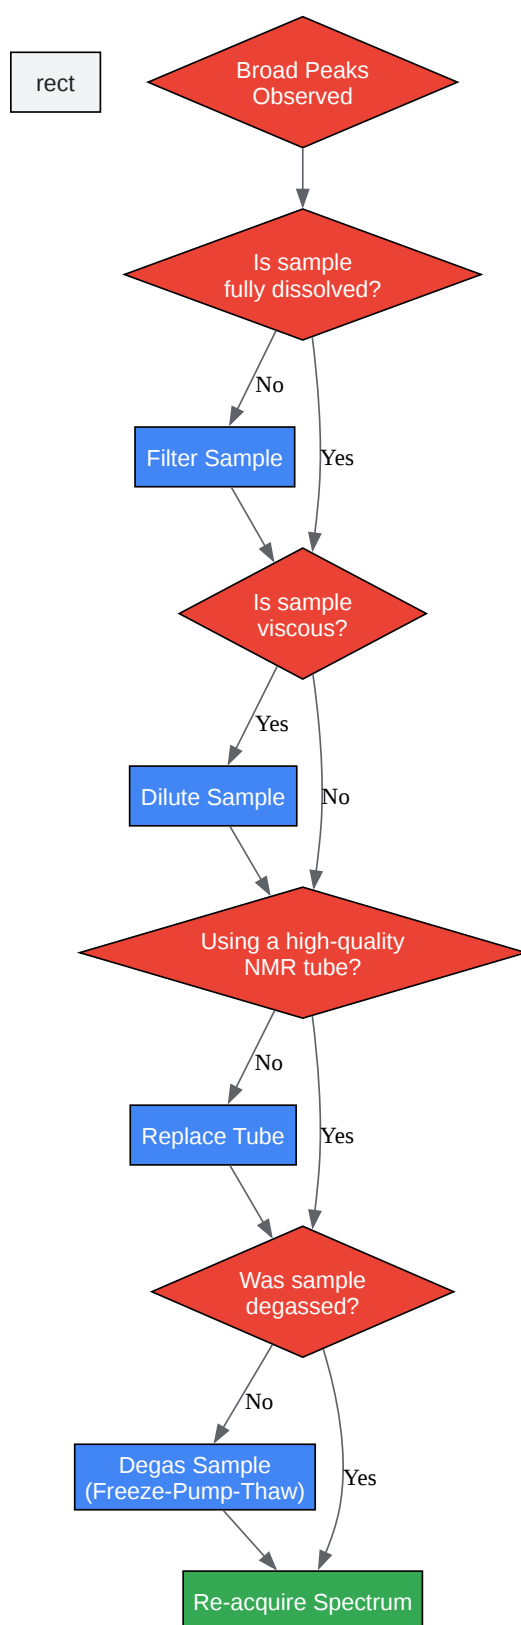 rect
Broad Peaks
Observed
Is sample
fully dissolved?
No
Yes
Filter Sample
Is sample
viscous?
Yes
No
Dilute Sample
Using a high-quality
NMR tube?
No
Yes
Replace Tube
Was sample
degassed?
No
Yes
Degas Sample
(Freeze-Pump-Thaw)
Re-acquire Spectrum